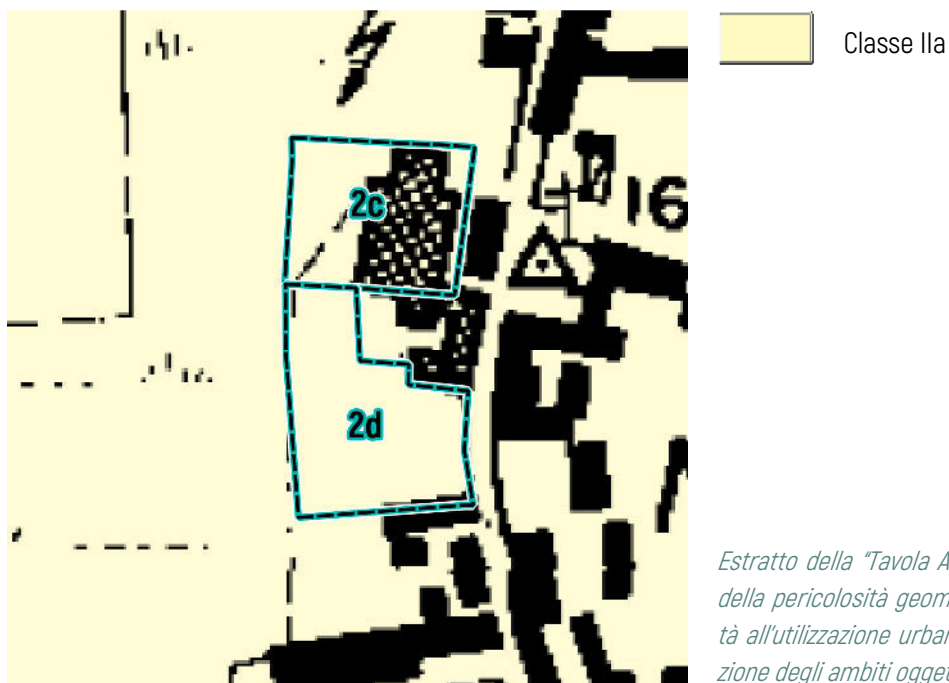 Classe IIa
2c
16
2d
Estratto della "Tavola A
della pericolosità geom
tà all'utilizzazione urban
zione degli ambiti ogget